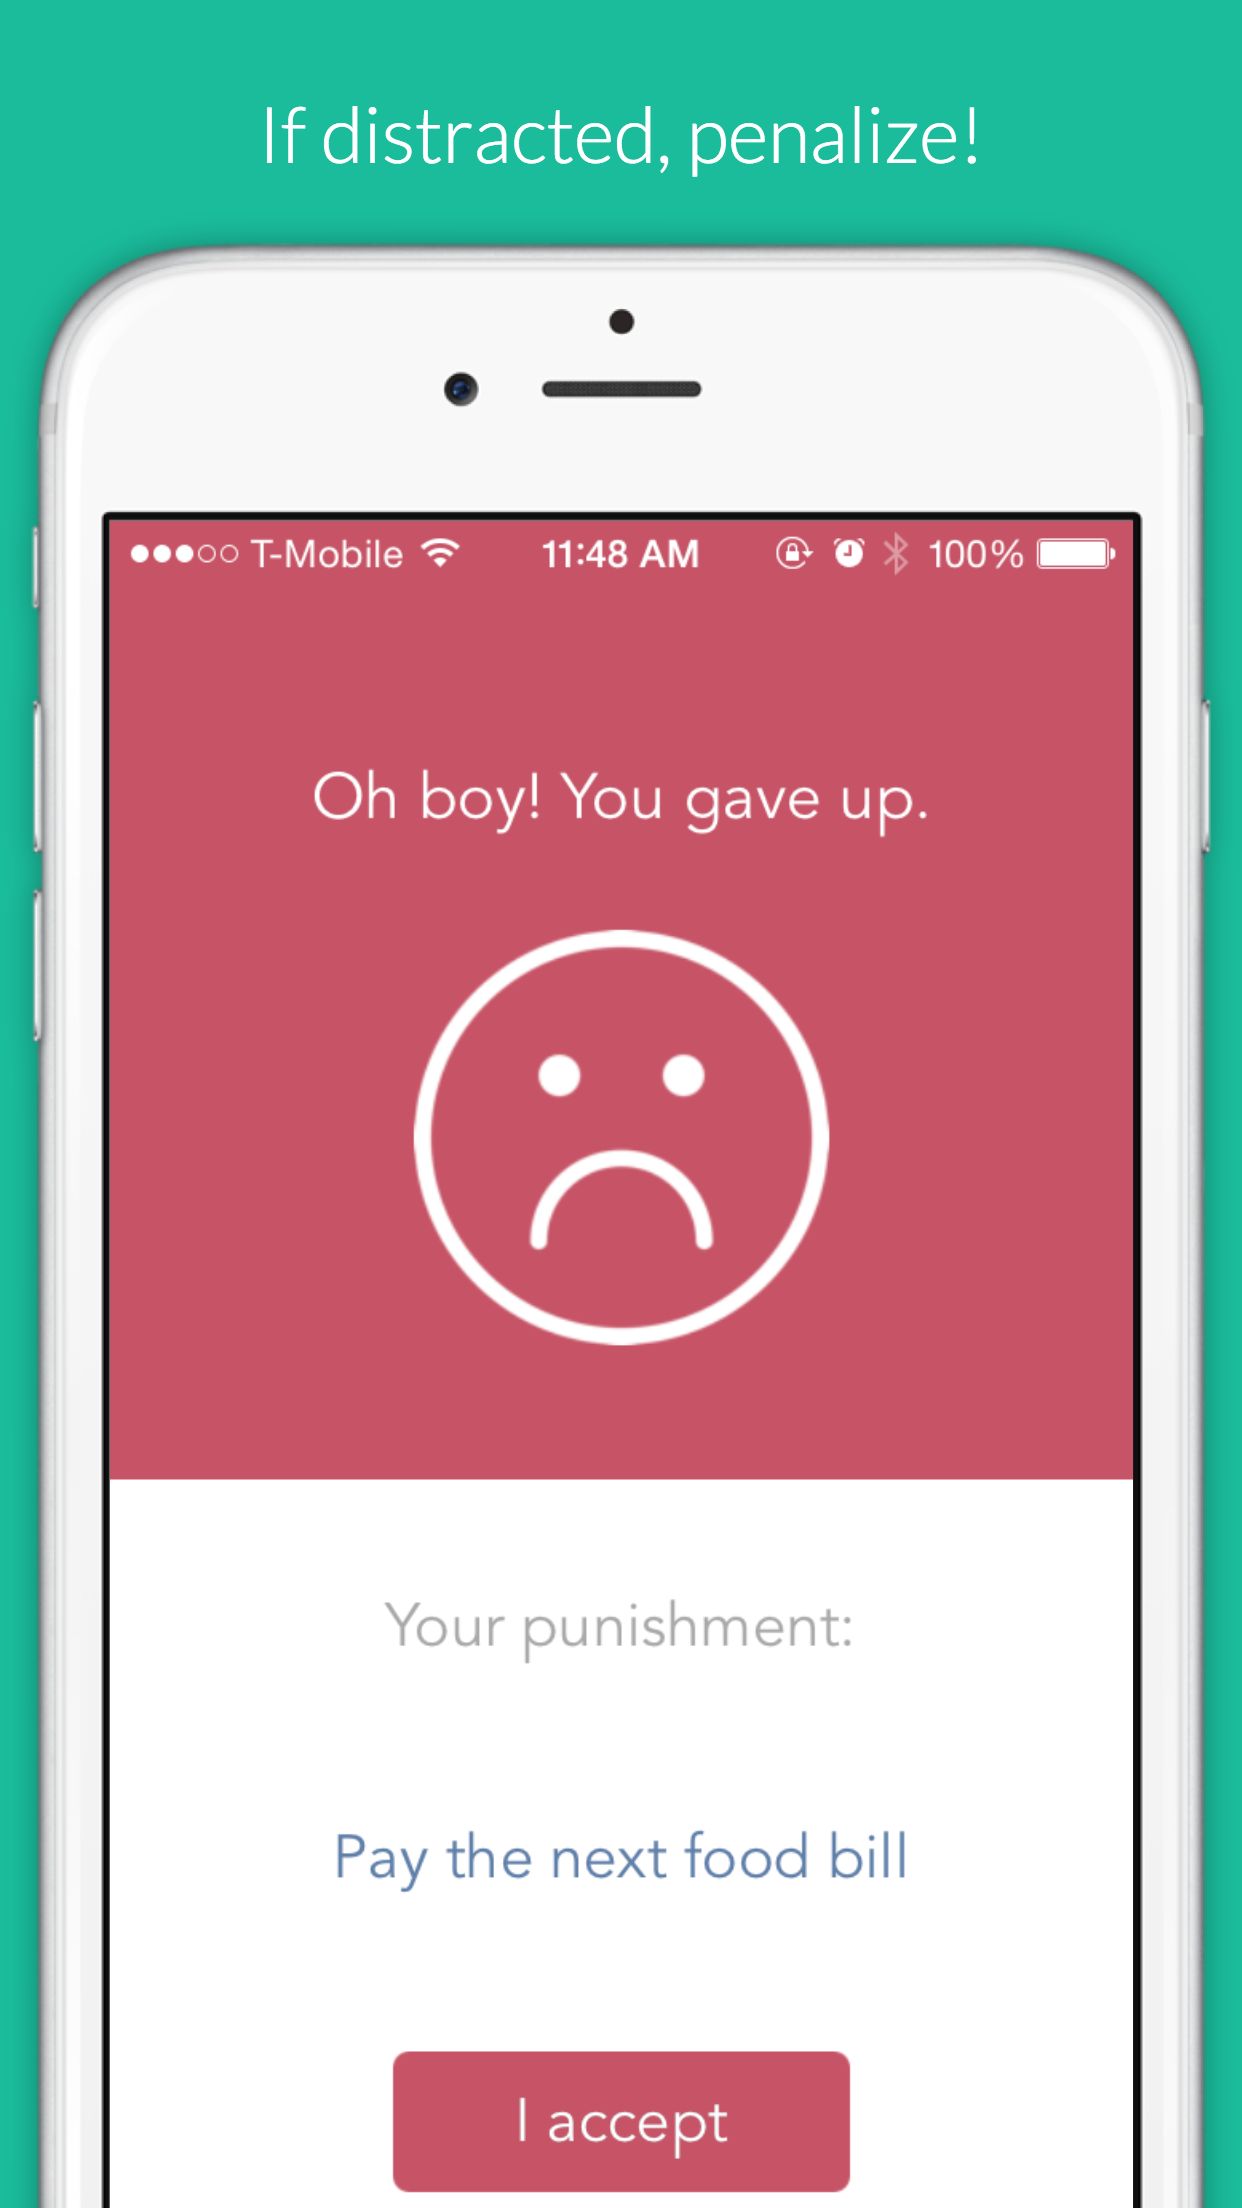 If distracted, penalize!
T-Mobile 11:48 AM 100%
Oh boy! You gave up.
Your punishment:
Pay the next food bill
I accept